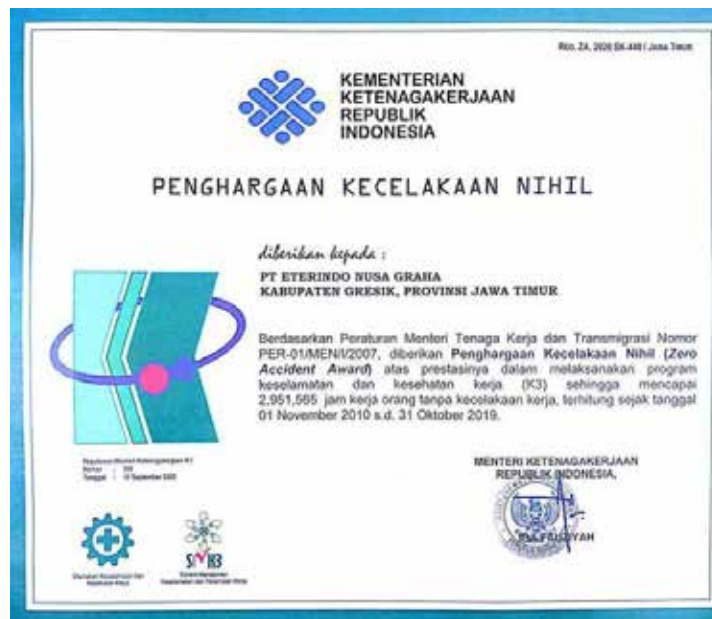 KEMENTERIAN
KETENAGAKERJAAN
REPUBLIK
INDONESIA
PENGHARGAAN KECELAKAAN NIHIL
diberikan kepada :
PT ETERINDO NUSA GRAHA
KABUPATEN GRESIK, PROVINSI JAWA TIMUR
Berdasarkan Peraturan Menteri Tenaga Kerja dan Transmigrasi Nomor
PER-01/MEN/I/2007, diberikan Penghargaan Kecelakaan Nihil (Zero
Accident Award) atas prestasinya dalam melaksanakan program
keselamatan dan kesehatan kerja (K3) sehingga mencapai
2,951,565 jam kerja orang tanpa kecelakaan kerja, terhitung sejak tanggal
01 November 2010 s.d. 31 Oktober 2019.
Nomor :
Tanggal :
MENTERI KETENAGAKERJAAN
REPUBLIK INDONESIA,